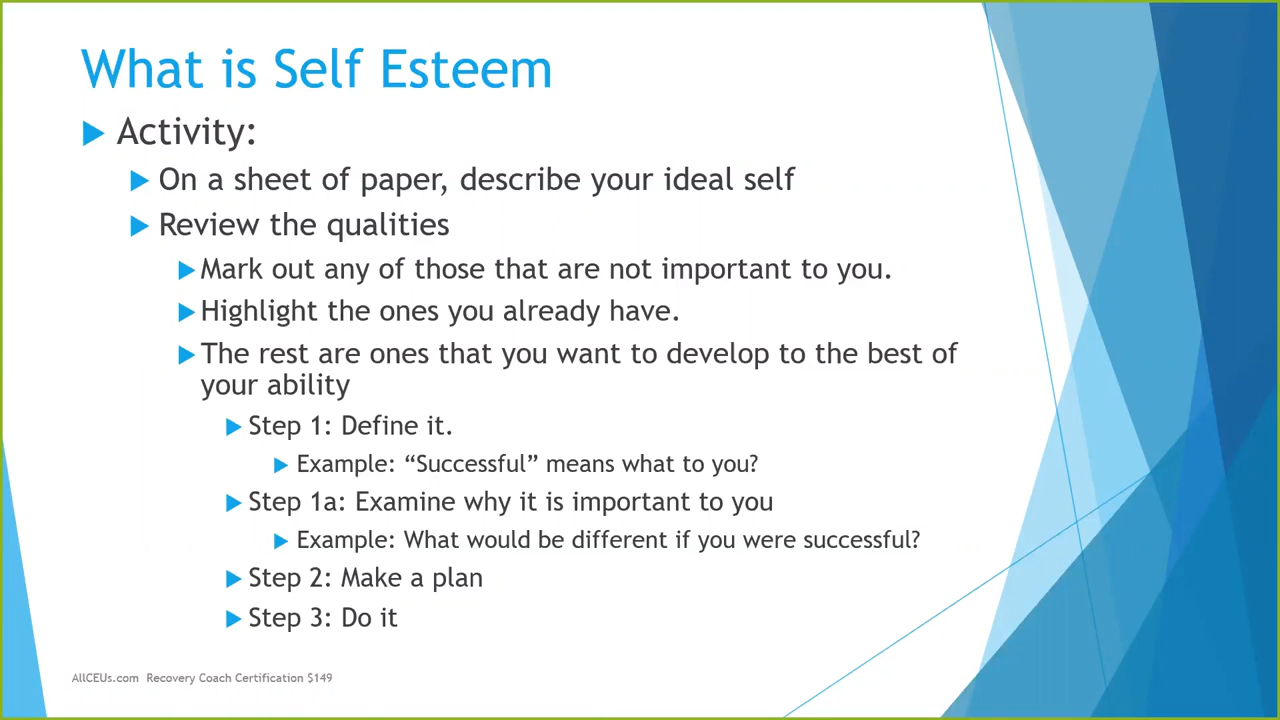 What is Self Esteem
Activity:
On a sheet of paper, describe your ideal self
Review the qualities
Mark out any of those that are not important to you.
Highlight the ones you already have.
The rest are ones that you want to develop to the best of
your ability
Step 1: Define it.
Example: “Successful” means what to you?
Step 1a: Examine why it is important to you
Example: What would be different if you were successful?
Step 2: Make a plan
Step 3: Do it
AllCEUs.com Recovery Coach Certification $149